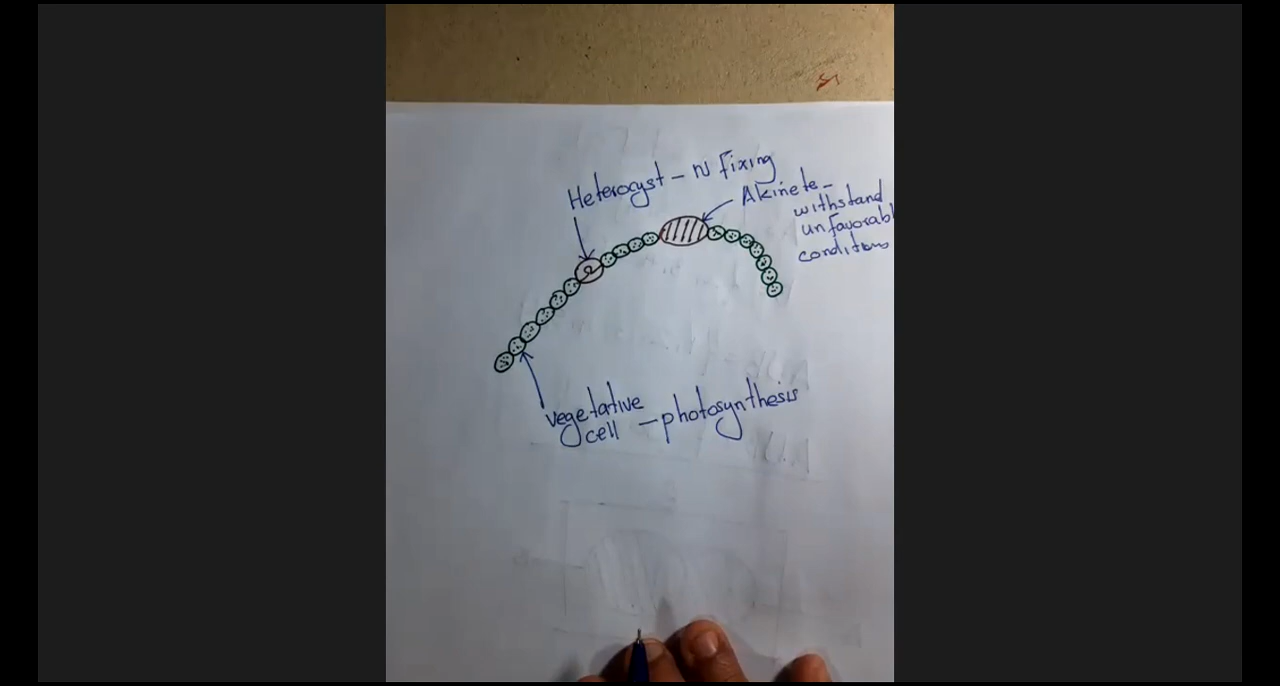 Heterocyst - N fixing
Akinete -
withstand
unfavorabl
conditions
vegetative
cell - photosynthesis